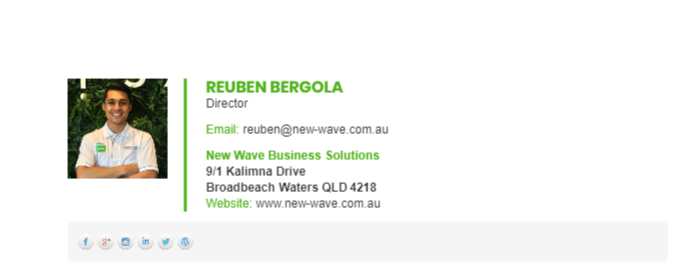 REUBEN BERGOLA
Director
Email: reuben@new-wave.com.au
New Wave Business Solutions
9/1 Kalimna Drive
Broadbeach Waters QLD 4218
Website: www.new-wave.com.au